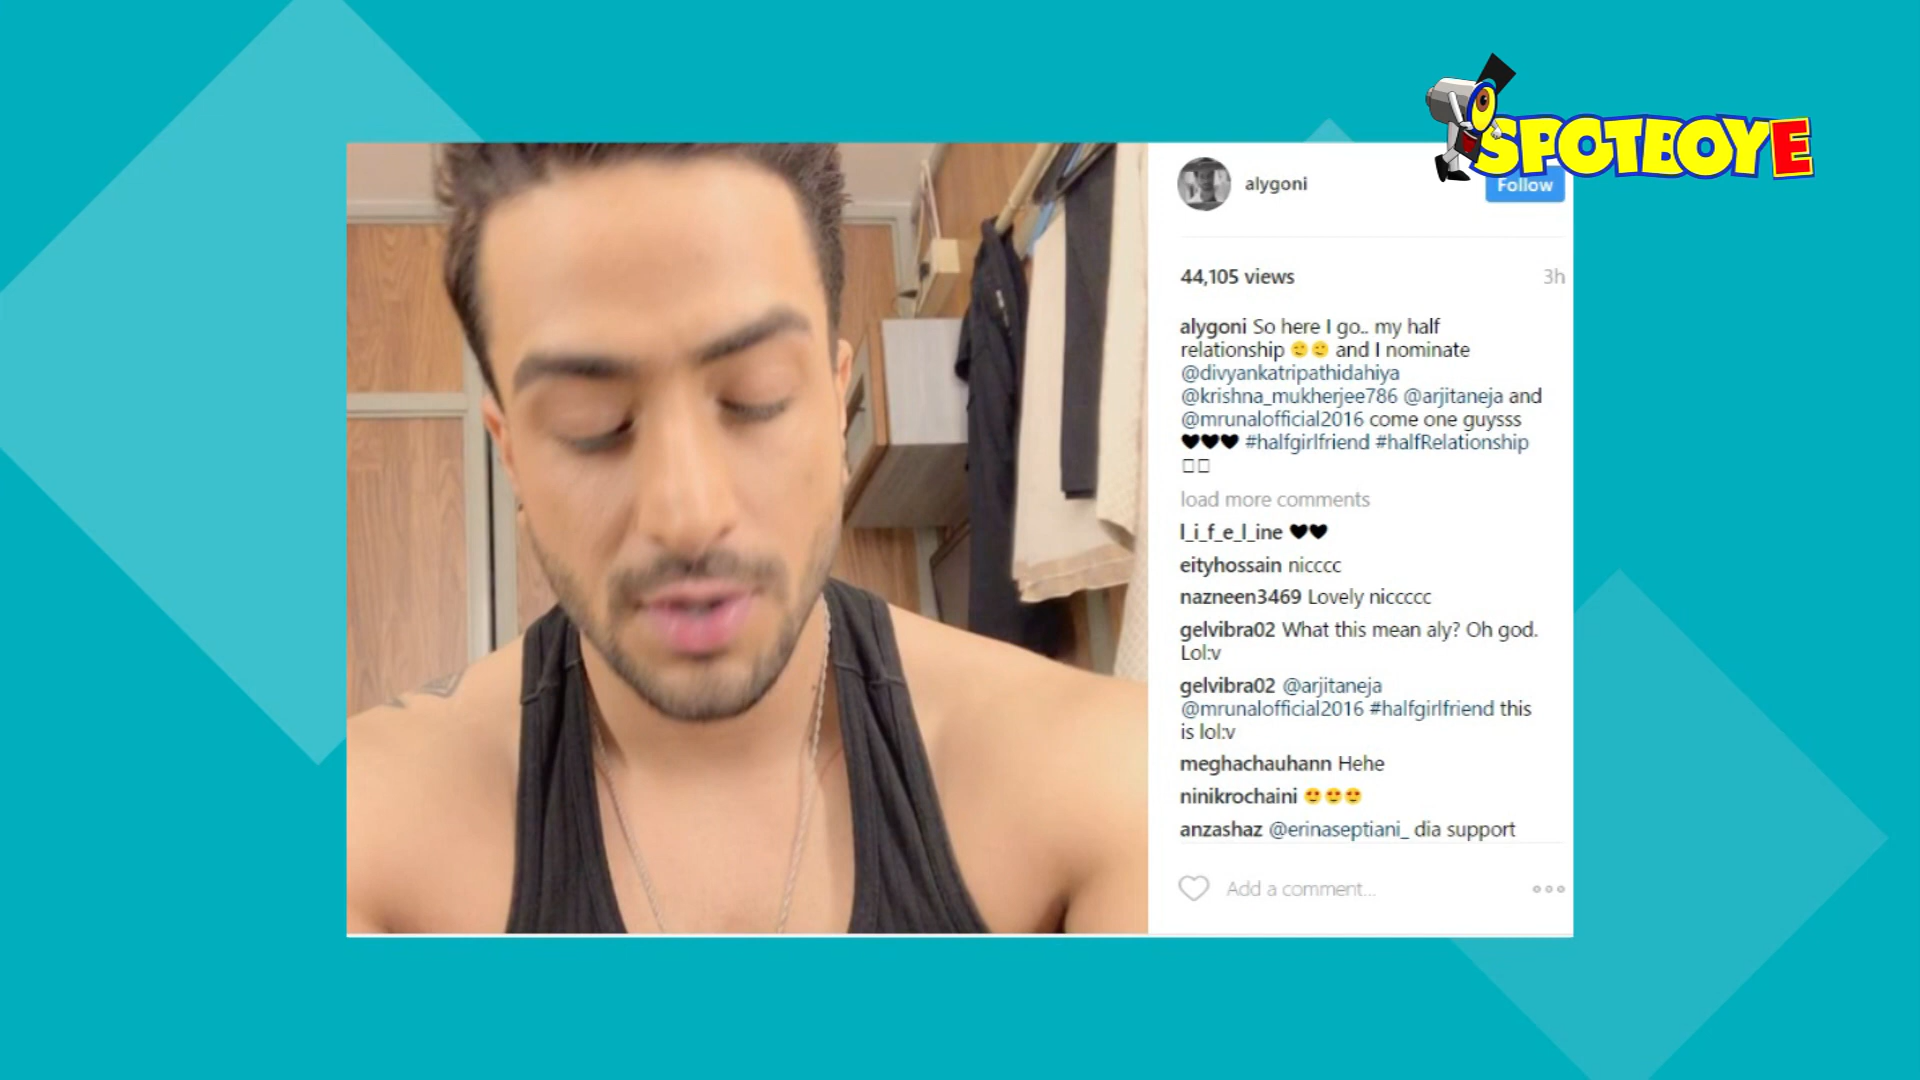 SPOTBOYE
alygoni
Follow
44,105 views
3h
alygoni So here I go.. my half
relationship 😏😏 and I nominate
@divyankatripathidahiya
@krishna_mukherjee786 @arjitaneja and
@mrunalofficial2016 come one guysss
🖤🖤🖤 #halfgirlfriend #halfRelationship
□□
load more comments
l_i_f_e_l_ine 🖤🖤
eityhossain nicccc
nazneen3469 Lovely niccccc
gelvibra02 What this mean aly? Oh god.
Lol:v
gelvibra02 @arjitaneja
@mrunalofficial2016 #halfgirlfriend this
is lol:v
meghachauhann Hehe
ninikrochaini 😍😍😍
anzashaz @erinaseptiani_ dia support
Add a comment...